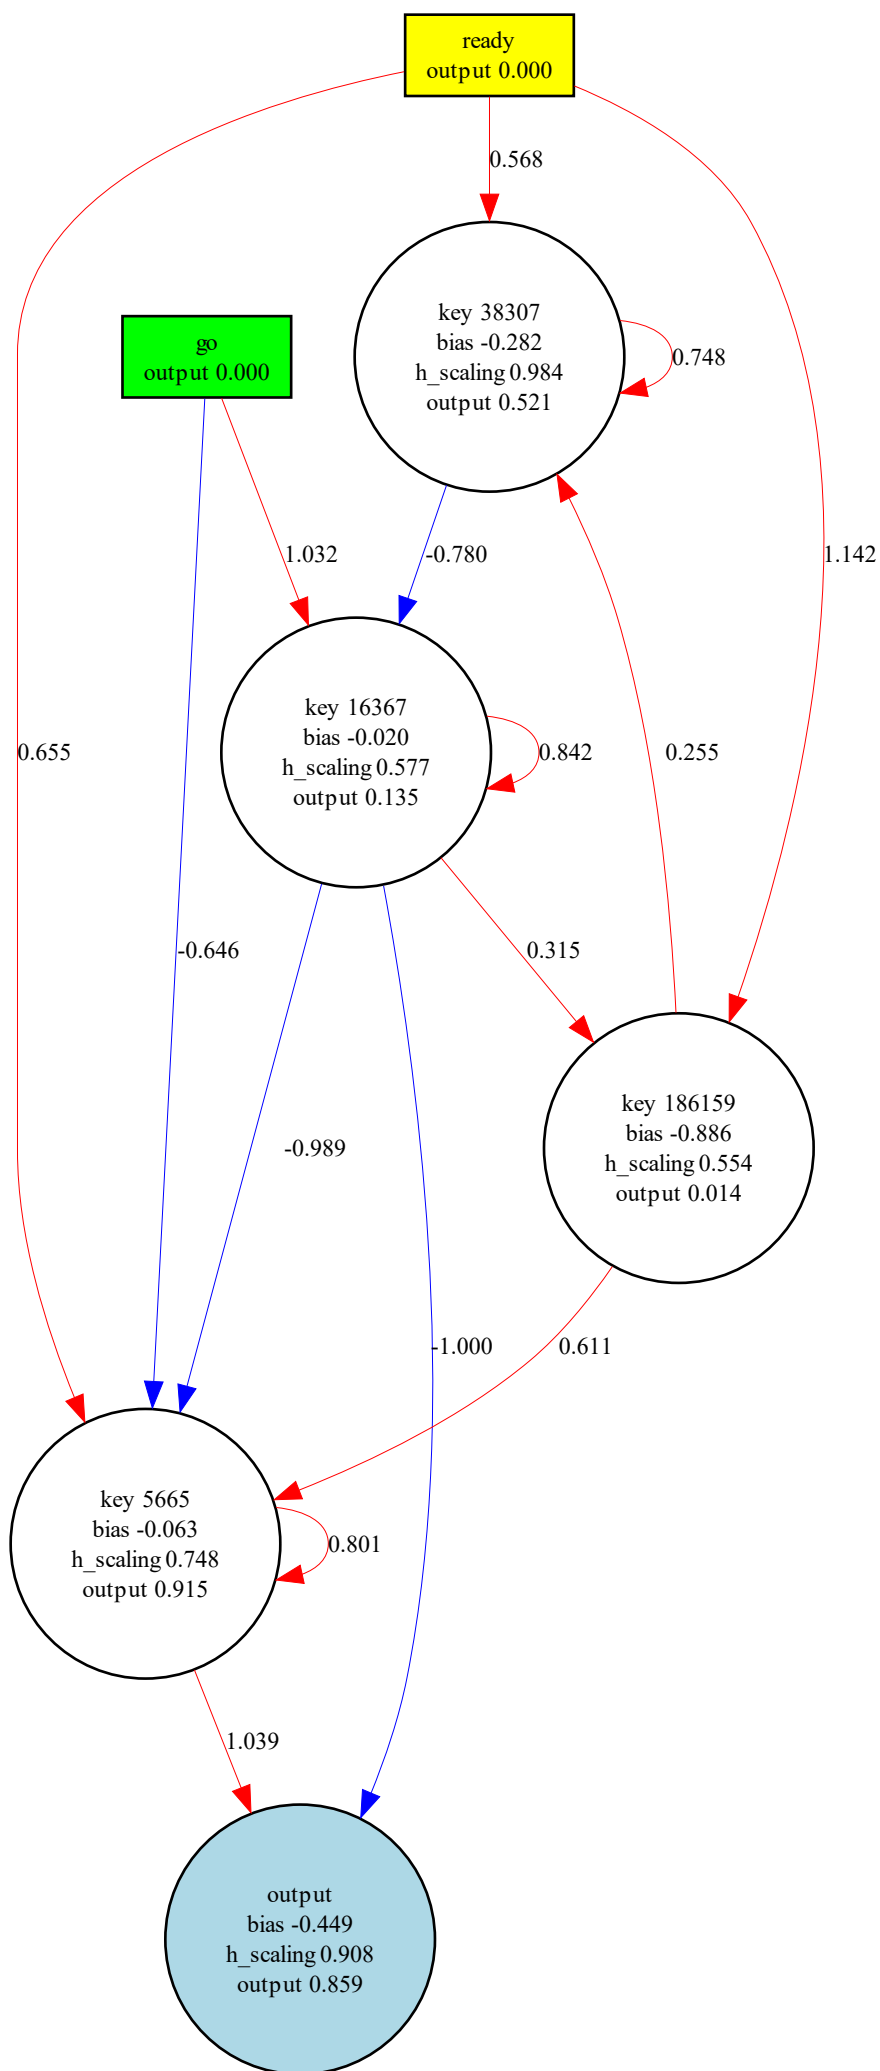 ready
output 0.000
0.568
key 38307
bias -0.282
h_scaling 0.984
output 0.521
0.748
go
output 0.000
1.032
-0.780
1.142
key 16367
bias -0.020
h_scaling 0.577
output 0.135
0.842
0.655
0.255
-0.646
0.315
key 186159
bias -0.886
h_scaling 0.554
output 0.014
-0.989
-1.000
0.611
key 5665
bias -0.063
h_scaling 0.748
output 0.915
0.801
1.039
output
bias -0.449
h_scaling 0.908
output 0.859